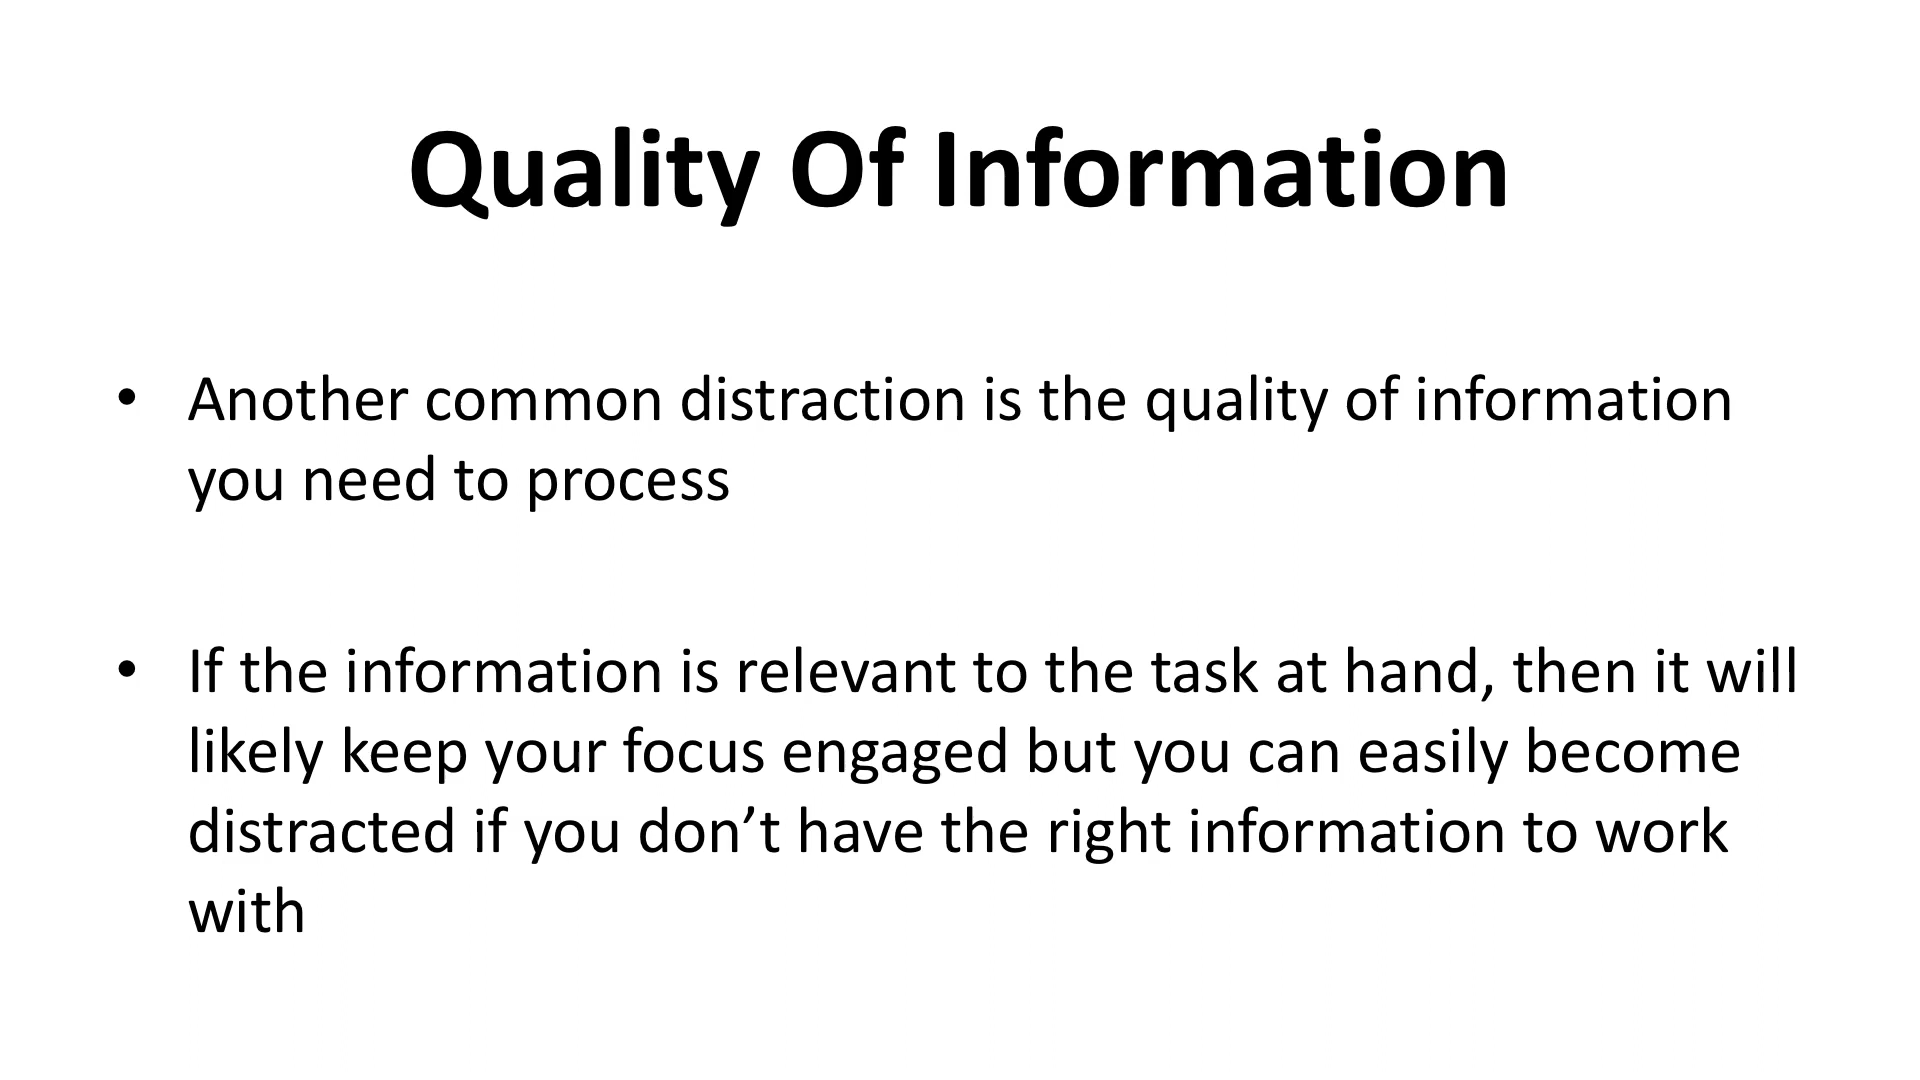 Quality Of Information
• Another common distraction is the quality of information
you need to process
• If the information is relevant to the task at hand, then it will
likely keep your focus engaged but you can easily become
distracted if you don’t have the right information to work
with